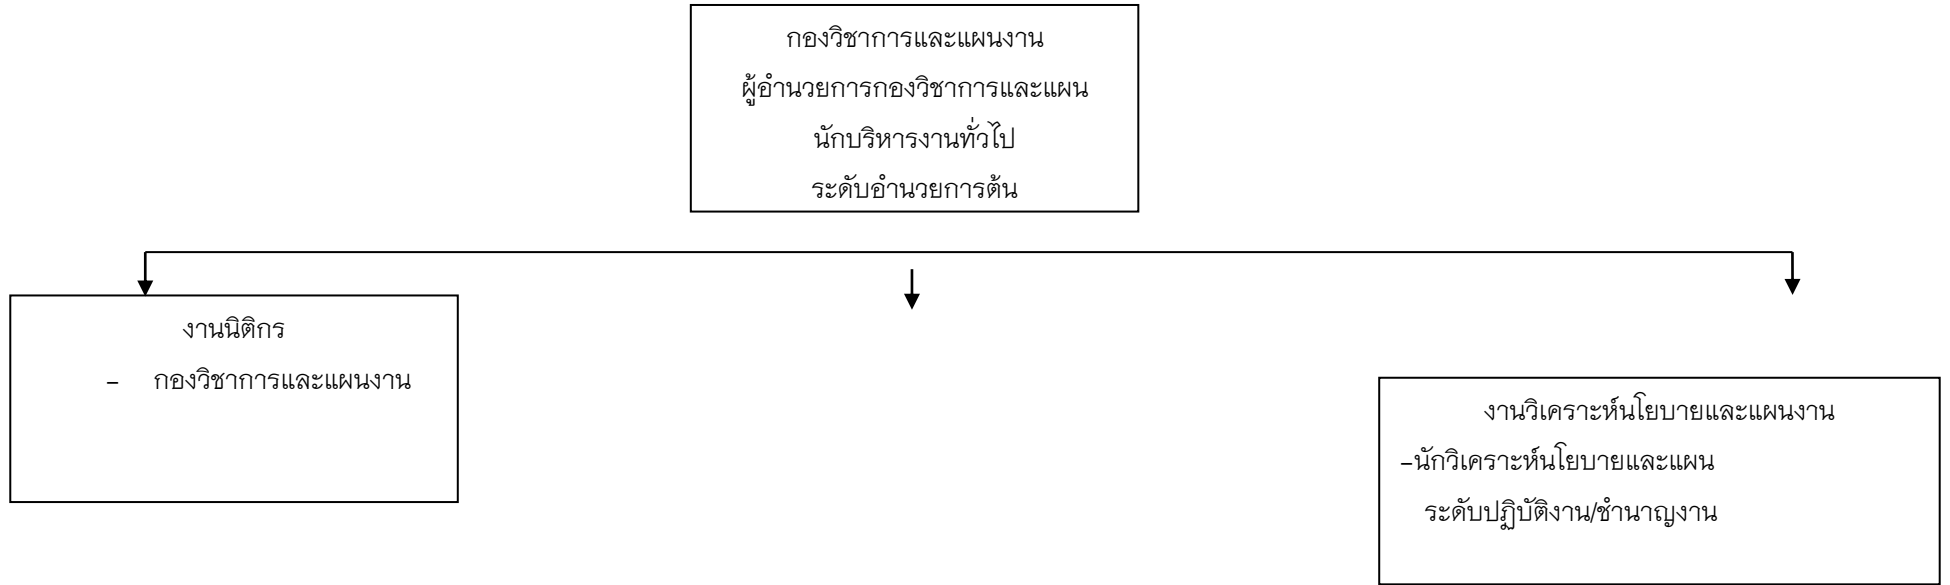 กองวิชาการและแผนงาน
ผู้อำนวยการกองวิชาการและแผน
นักบริหารงานทั่วไป
ระดับอำนวยการต้น
งานนิติกร
– กองวิชาการและแผนงาน
งานวิเคราะห์นโยบายและแผนงาน
–นักวิเคราะห์นโยบายและแผน
ระดับปฏิบัติงาน/ชำนาญงาน